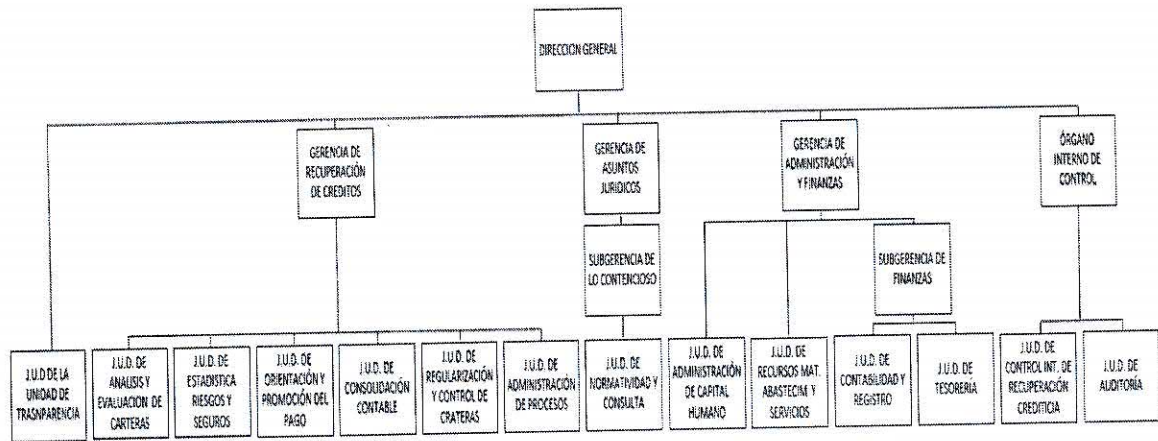 DIRECCION GENERAL
GERENCIA DE
RECUPERACIÓN
DE CREDITOS
GERENCIA DE
ASUNTOS
JURIDICOS
GERENCIA DE
ADMINISTRACIÓN
Y FINANZAS
ÓRGANO
INTERNO DE
CONTROL
SUBGERENCIA DE
LO CONTENCIOSO
SUBGERENCIA DE
FINANZAS
J.U.D DE LA
UNIDAD DE
TRASNPARENCIA
J.U.D. DE
ANALISIS Y
EVALUACION DE
CARTERAS
J.U.D. DE
ESTADISTICA
RIESGOS Y
SEGUROS
J.U.D. DE
ORIENTACIÓN Y
PROMOCIÓN DEL
PAGO
J.U.D. DE
CONSOLIDACIÓN
CONTABLE
J.U.D. DE
REGULARIZACIÓN
Y CONTROL DE
CRATERAS
J.U.D. DE
ADMINISTRACIÓN
DE PROCESOS
J.U.D. DE
NORMATIVIDAD Y
CONSULTA
J.U.D. DE
ADMINISTRACIÓN
DE CAPITAL
HUMANO
J.U.D. DE
RECURSOS MAT.
ABASTECIM Y
SERVICIOS
J.U.D. DE
CONTABILIDAD Y
REGISTRO
J.U.D. DE
TESORERIA
J.U.D. DE
CONTROL INT. DE
RECUPERACIÓN
CREDITICIA
J.U.D. DE
AUDITORÍA